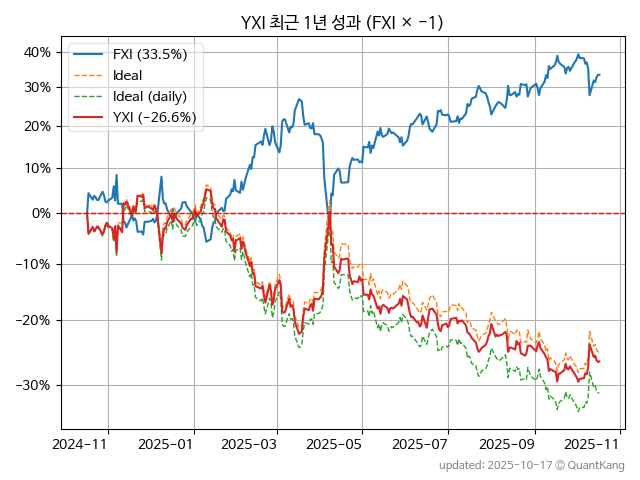 YXI 최근 1년 성과 (FXI × -1)
FXI (33.5%)
Ideal
Ideal (daily)
YXI (−26.6%)
40%
30%
20%
10%
0%
−10%
−20%
−30%
2024-11 2025-01 2025-03 2025-05 2025-07 2025-09 2025-11
updated: 2025-10-17 © QuantKang